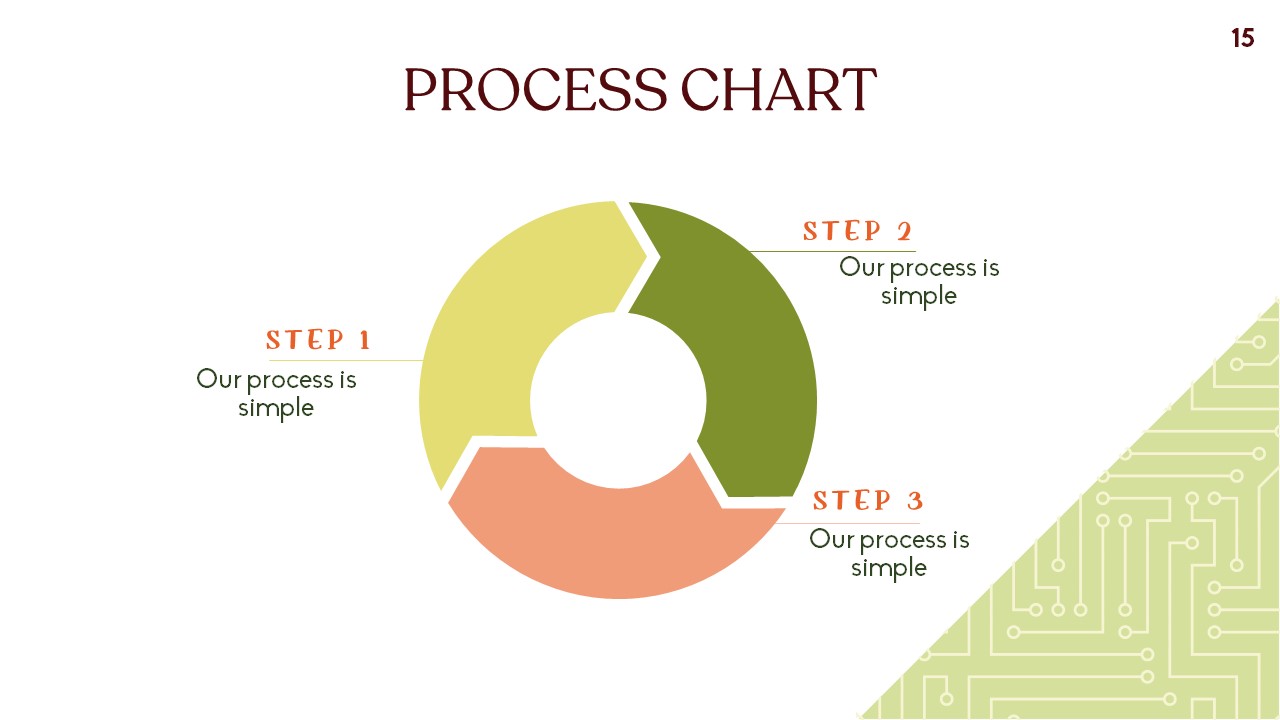 15
PROCESS CHART
STEP 1
Our process is
simple
STEP 2
Our process is
simple
STEP 3
Our process is
simple